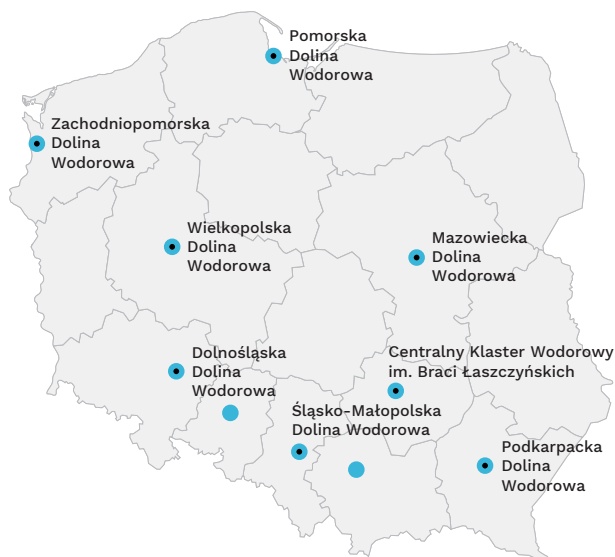 Pomorska
Dolina
Wodorowa
Zachodniopomorska
Dolina
Wodorowa
Wielkopolska
Dolina
Wodorowa
Mazowiecka
Dolina
Wodorowa
Dolnośląska
Dolina
Wodorowa
Centralny Klaster Wodorowy
im. Braci Łaszczyńskich
Śląsko-Małopolska
Dolina Wodorowa
Podkarpacka
Dolina
Wodorowa